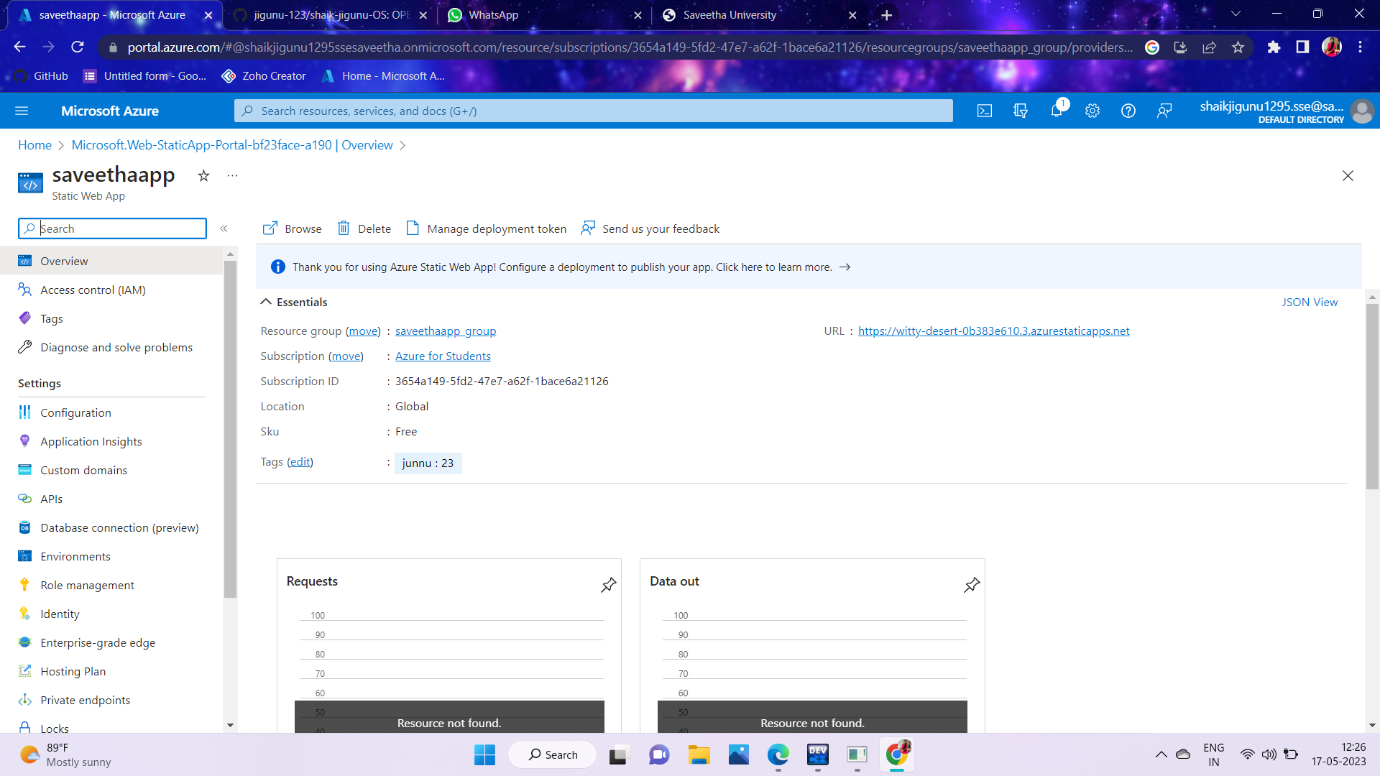 saveethaapp - Microsoft Azure
jigunu-123/shaik-jigunu-OS: OPE
WhatsApp
Saveetha University
portal.azure.com/#@shaikjigunu1295ssesaveetha.onmicrosoft.com/resource/subscriptions/3654a149-5fd2-47e7-a62f-1bace6a21126/resourcegroups/saveethaapp_group/providers...
GitHub
Untitled form - Goo...
Zoho Creator
Home - Microsoft A...
Microsoft Azure
Search resources, services, and docs (G+/)
1
shaikjigunu1295.sse@sa...
DEFAULT DIRECTORY
Home > Microsoft.Web-StaticApp-Portal-bf23face-a190 | Overview >
saveethaapp
Static Web App
Search
«
Browse
Delete
Manage deployment token
Send us your feedback
Thank you for using Azure Static Web App! Configure a deployment to publish your app. Click here to learn more. →
Overview
Access control (IAM)
Tags
Diagnose and solve problems
Settings
Configuration
Application Insights
Custom domains
APIs
Database connection (preview)
Environments
Role management
Identity
Enterprise-grade edge
Hosting Plan
Private endpoints
Locks
Essentials
JSON View
Resource group (move) : saveethaapp_group
URL : https://witty-desert-0b383e610.3.azurestaticapps.net
Subscription (move) : Azure for Students
Subscription ID : 3654a149-5fd2-47e7-a62f-1bace6a21126
Location : Global
Sku : Free
Tags (edit) : junnu : 23
Requests
100
90
80
70
60
50
40
Resource not found.
Data out
100
90
80
70
60
50
40
Resource not found.
89°F
Mostly sunny
Search
DEV
ENG
IN
12:26
17-05-2023